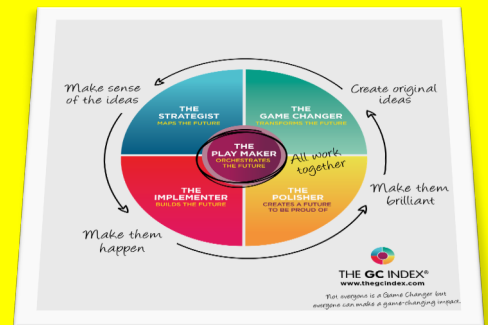 Make sense
of the ideas
Create original
ideas
THE
STRATEGIST
MAPS THE FUTURE
THE
GAME CHANGER
TRANSFORMS THE FUTURE
THE
PLAY MAKER
ORCHESTRATES
THE FUTURE
All work
together
THE
IMPLEMENTER
BUILDS THE FUTURE
THE
POLISHER
CREATES A FUTURE
TO BE PROUD OF
Make them
brilliant
Make them
happen
THE GC INDEX®
www.thegcindex.com
Not everyone is a Game Changer but
everyone can make a game-changing impact.